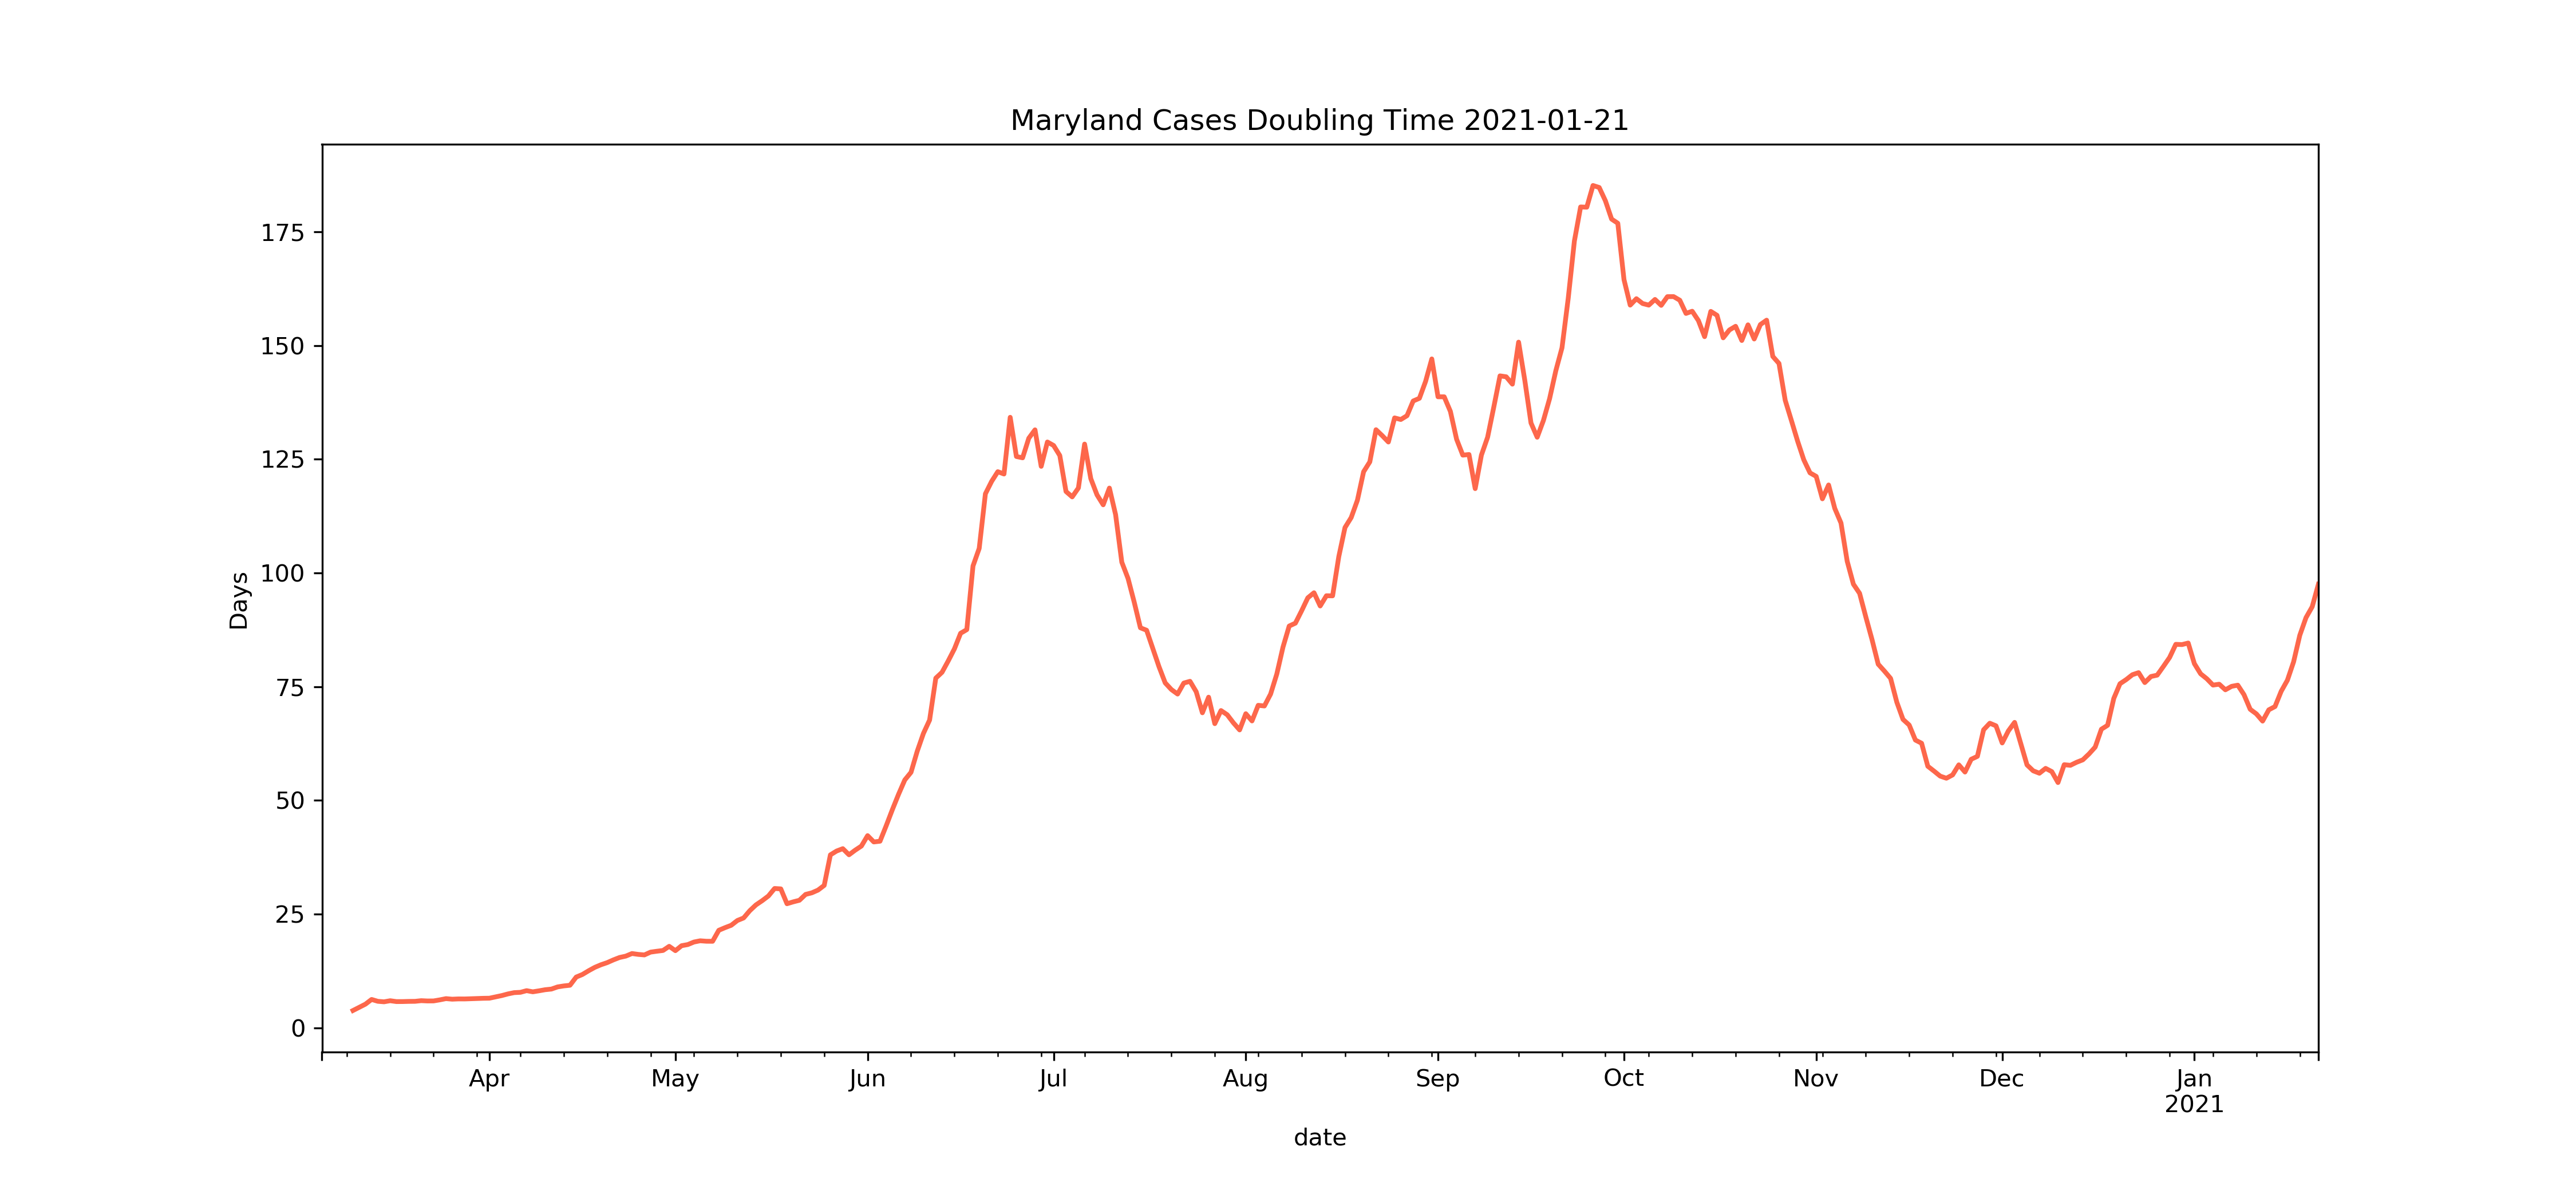 Maryland Cases Doubling Time 2021-01-21
Days
175
150
125
100
75
50
25
0
Apr May Jun Jul Aug Sep Oct Nov Dec Jan
2021
date